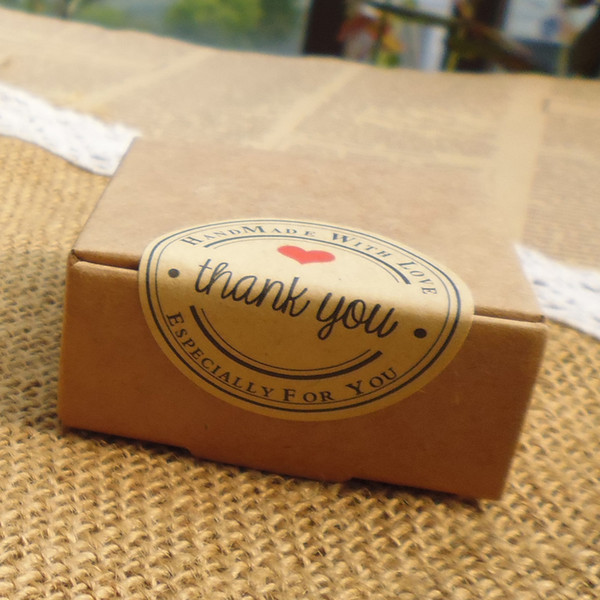 HANDMADE WITH LOVE
thank you
ESPECIALLY FOR YOU